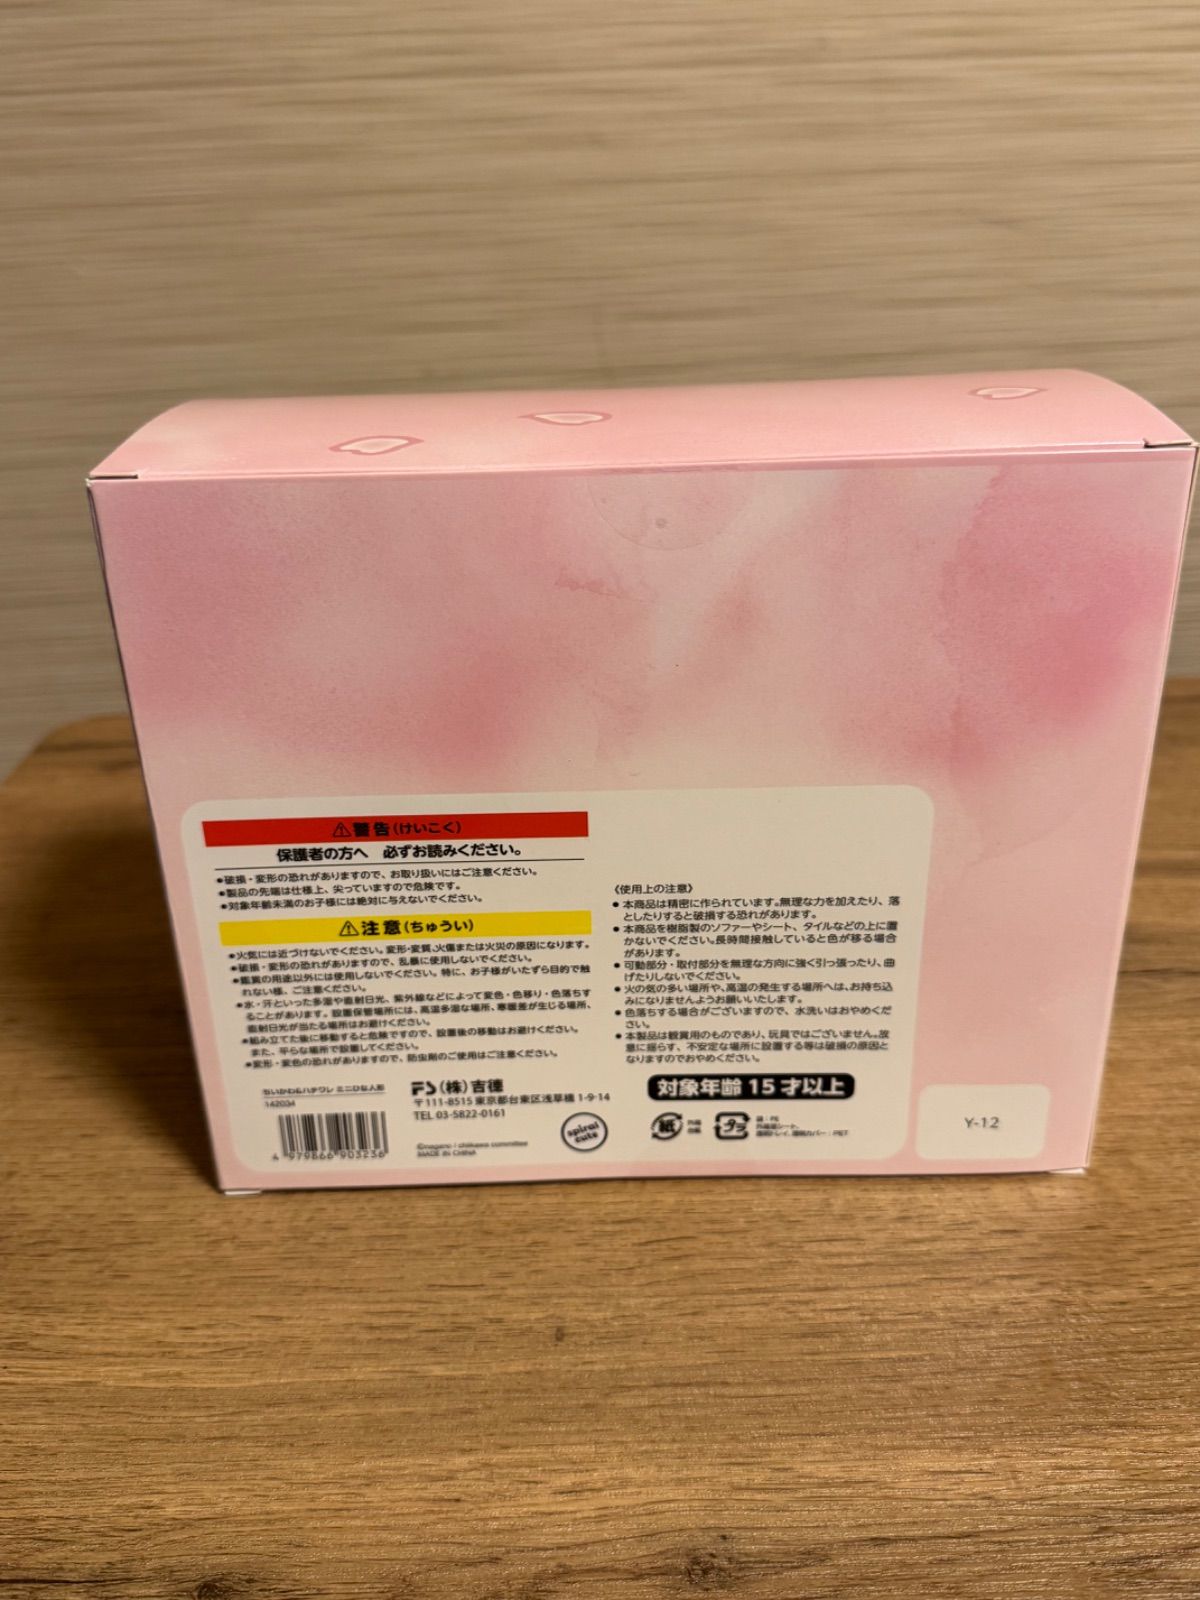 ⚠警告(けいこく)
保護者の方へ 必ずお読みください。
●破損・変形の恐れがありますので、お取り扱いにはご注意ください。
●製品の先端は仕様上、尖っていますので危険です。
●対象年齢未満のお子様には絶対に与えないでください。
⚠注意(ちゅうい)
●火気には近づけないでください。変形・変質、火傷または火災の原因になります。
●破損・変形の恐れがありますので、乱暴に使用しないでください。
●鑑賞の用途以外には使用しないでください。特に、お子様がいたずら目的で触
れない様、ご注意ください。
●水・汗といった多湿や直射日光、紫外線などによって変色・色移り・色落ちす
ることがあります。設置保管場所には、高温多湿な場所、寒暖差が生じる場所、
直射日光が当たる場所はお避けください。
●組み立てた後に移動すると危険ですので、設置後の移動はお避けください。
また、平らな場所で設置してください。
●変形・変色の恐れがありますので、防虫剤のご使用はご注意ください。
ちいかわ&ハチワレ ミニひな人形
142034
4 979866 903236
(株)吉德
〒111-8515 東京都台東区浅草橋 1-9-14
TEL 03-5822-0161
©nagano / chiikawa committee
MADE IN CHINA
spiral
cute
《使用上の注意》
●本商品は精密に作られています。無理な力を加えたり、落
としたりすると破損する恐れがあります。
●本商品を樹脂製のソファーやシート、タイルなどの上に置
かないでください。長時間接触していると色が移る場合
があります。
●可動部分・取付部分を無理な方向に強く引っ張ったり、曲
げたりしないでください。
●火の気の多い場所や、高温の発生する場所へは、お持ち込
みになりませんようお願いいたします。
●色落ちする場合がございますので、水洗いはおやめくだ
さい。
●本製品は観賞用のものであり、玩具ではございません。故
意に揺らす、不安定な場所に設置する等は破損の原因と
なりますのでおやめください。
対象年齢 15 才以上
紙
外箱
台紙
プラ
袋:PE
Y-12